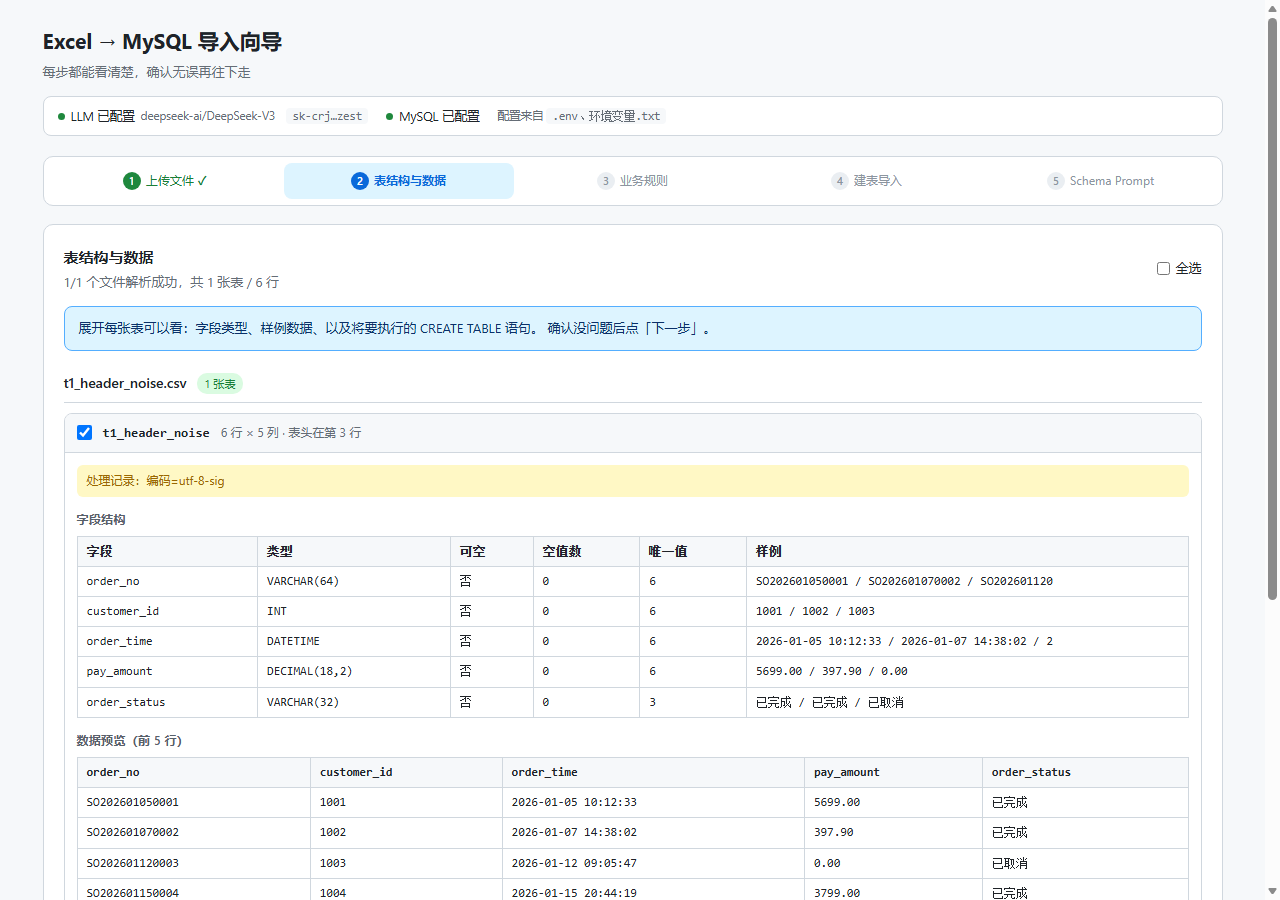 Excel → MySQL 导入向导
每步都能看清楚，确认无误再往下走
LLM 已配置 deepseek-ai/DeepSeek-V3 sk-crj…zest MySQL 已配置 配置来自 .env、环境变量.txt
1 上传文件 ✓ 2 表结构与数据 3 业务规则 4 建表导入 5 Schema Prompt
表结构与数据
1/1 个文件解析成功，共 1 张表 / 6 行
全选
展开每张表可以看：字段类型、样例数据、以及将要执行的 CREATE TABLE 语句。 确认没问题后点「下一步」。
t1_header_noise.csv 1 张表
t1_header_noise 6 行 × 5 列 · 表头在第 3 行
处理记录：编码=utf-8-sig
字段结构
字段 类型 可空 空值数 唯一值 样例
order_no VARCHAR(64) 否 0 6 SO202601050001 / SO202601070002 / SO202601120
customer_id INT 否 0 6 1001 / 1002 / 1003
order_time DATETIME 否 0 6 2026-01-05 10:12:33 / 2026-01-07 14:38:02 / 2
pay_amount DECIMAL(18,2) 否 0 6 5699.00 / 397.90 / 0.00
order_status VARCHAR(32) 否 0 3 已完成 / 已完成 / 已取消
数据预览（前 5 行）
order_no customer_id order_time pay_amount order_status
SO202601050001 1001 2026-01-05 10:12:33 5699.00 已完成
SO202601070002 1002 2026-01-07 14:38:02 397.90 已完成
SO202601120003 1003 2026-01-12 09:05:47 0.00 已取消
SO202601150004 1004 2026-01-15 20:44:19 3799.00 已完成